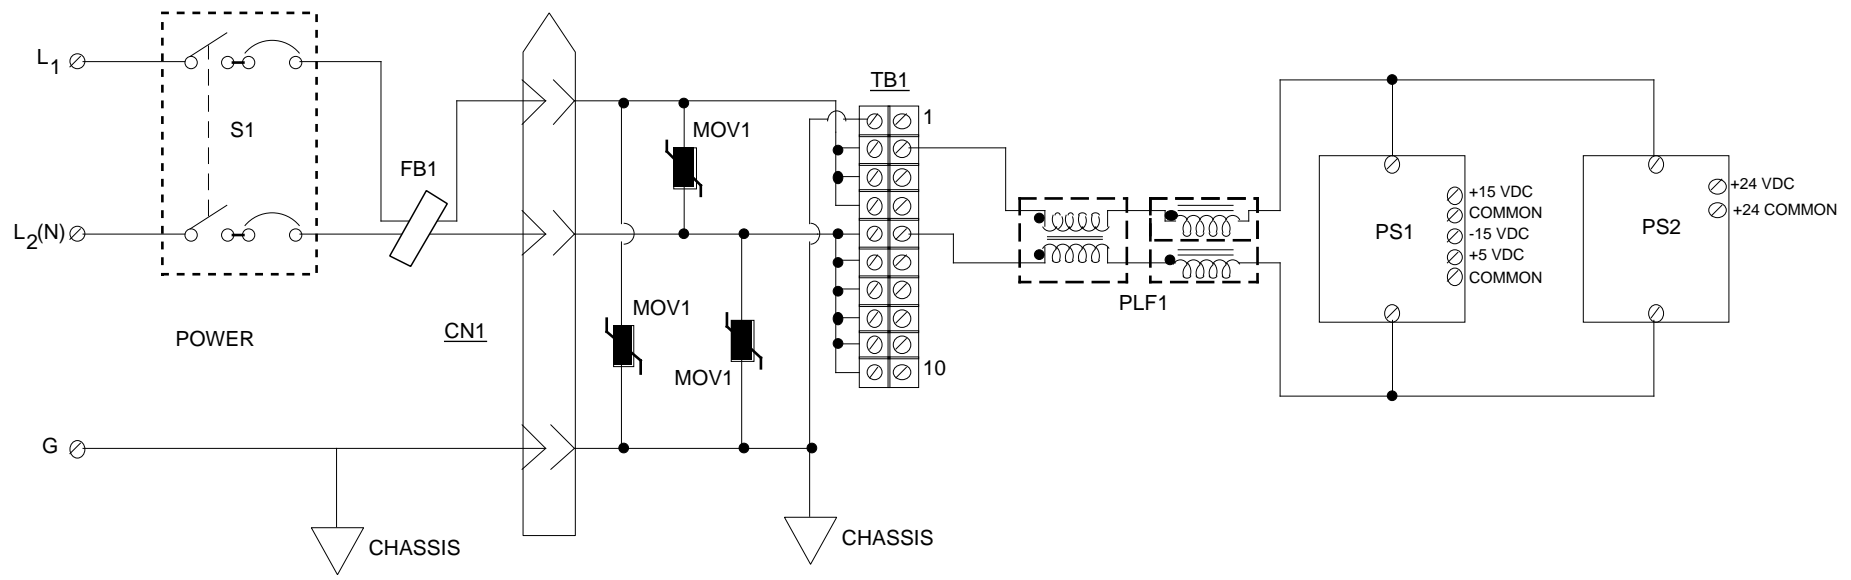 L1
S1
L2(N)
POWER
G
CHASSIS
FB1
CN1
MOV1
MOV1
MOV1
CHASSIS
TB1
1
10
PLF1
PS1
+15 VDC
COMMON
-15 VDC
+5 VDC
COMMON
PS2
+24 VDC
+24 COMMON